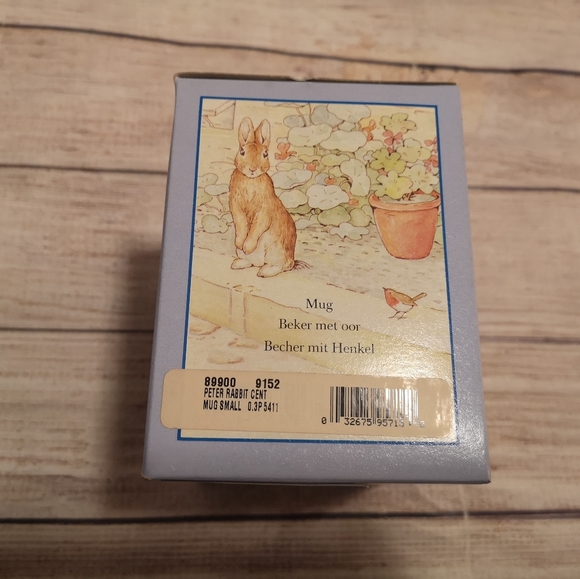 Mug
Beker met oor
Becher mit Henkel
89900 9152
PETER RABBIT CENT
MUG SMALL 0.3P 5411
0 32675